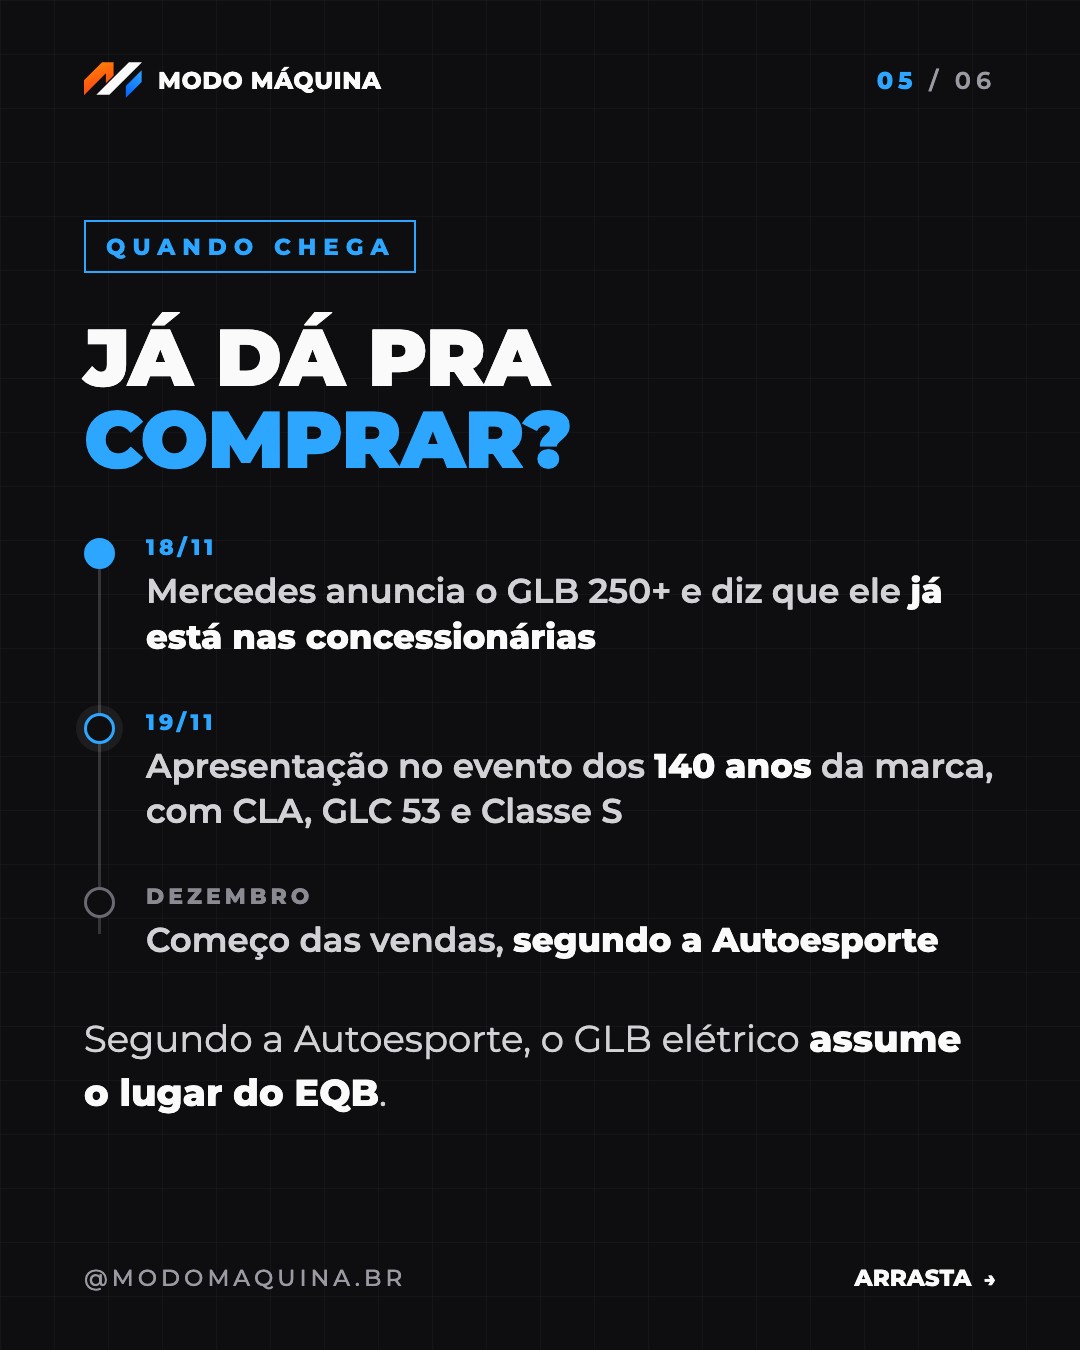 MODO MÁQUINA
05 / 06
QUANDO CHEGA
JÁ DÁ PRA
COMPRAR?
18/11
Mercedes anuncia o GLB 250+ e diz que ele já
está nas concessionárias
19/11
Apresentação no evento dos 140 anos da marca,
com CLA, GLC 53 e Classe S
DEZEMBRO
Começo das vendas, segundo a Autoesporte
Segundo a Autoesporte, o GLB elétrico assume
o lugar do EQB.
@MODOMAQUINA.BR
ARRASTA →